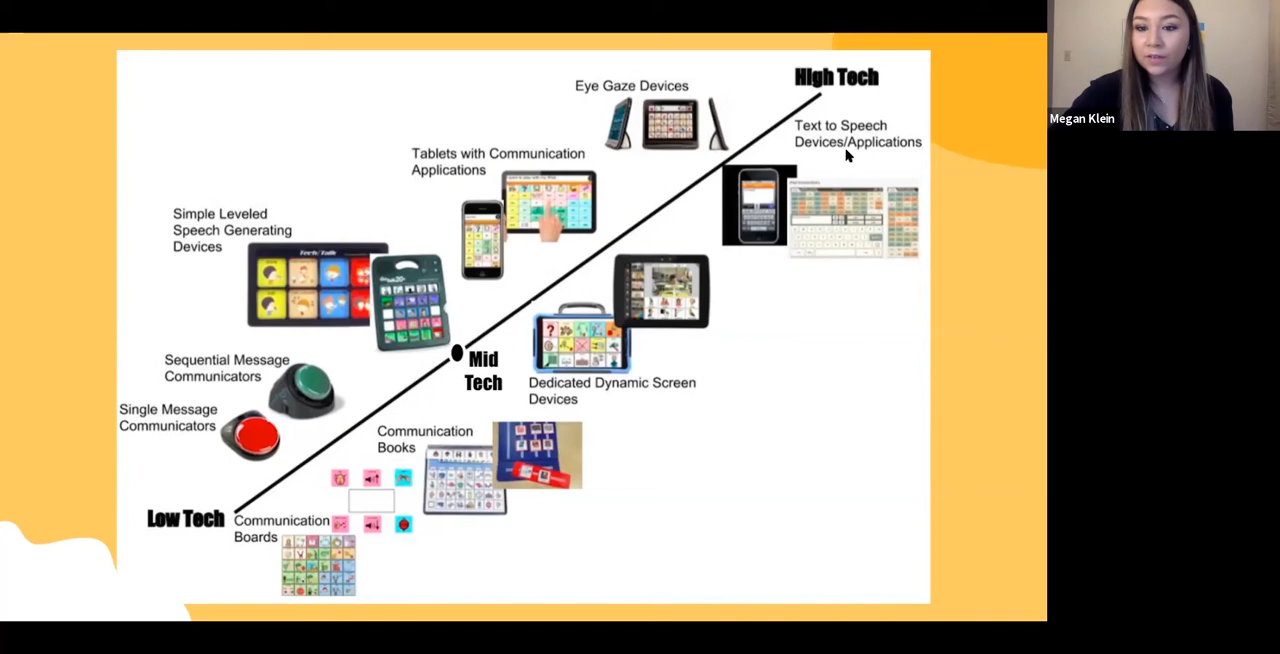 High Tech
Eye Gaze Devices
Text to Speech
Devices/Applications
Megan Klein
Tablets with Communication
Applications
Simple Leveled
Speech Generating
Devices
Tech/Talk
Sequential Message
Communicators
Mid
Tech
Dedicated Dynamic Screen
Devices
Single Message
Communicators
Communication
Books
Low Tech
Communication
Boards